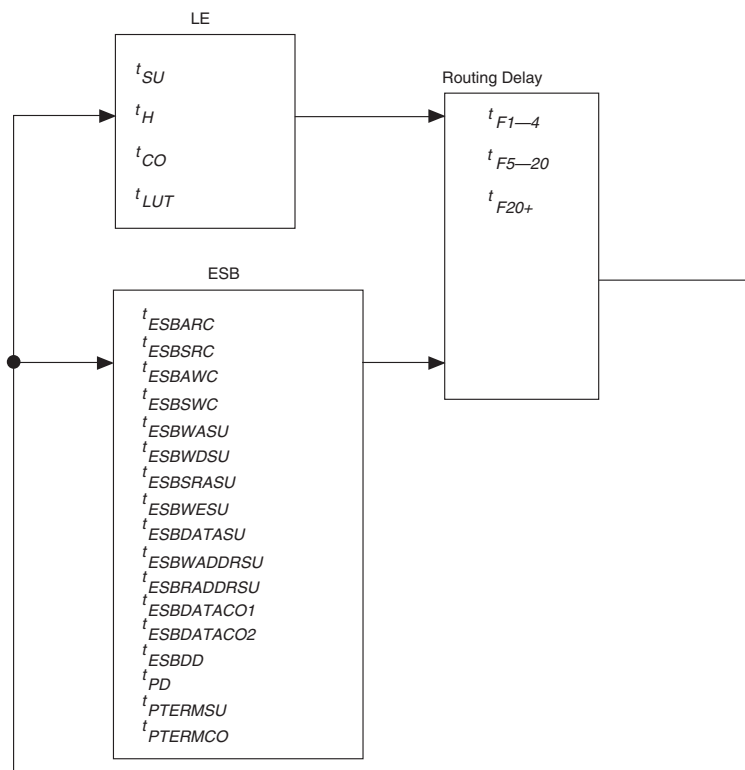 LE
tSU
tH
tCO
tLUT
Routing Delay
tF1—4
tF5—20
tF20+
ESB
tESBARC
tESBSRC
tESBAWC
tESBSWC
tESBWASU
tESBWDSU
tESBSRASU
tESBWESU
tESBDATASU
tESBWADDRSU
tESBRADDRSU
tESBDATACO1
tESBDATACO2
tESBDD
tPD
tPTERMSU
tPTERMCO